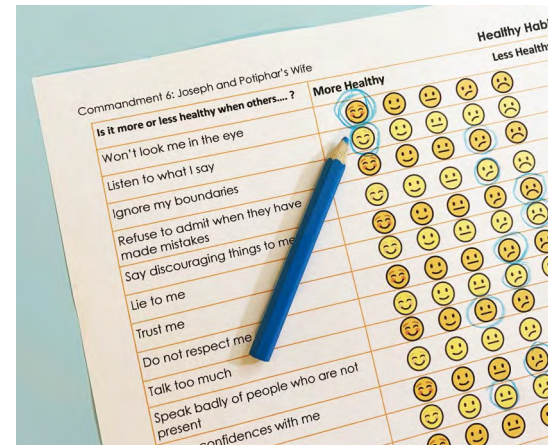 Healthy
Commandment 6: Joseph and Potiphar's Wife
Less
Is it more or less healthy when others.... ?
More Healthy
Won't look me in the eye
Listen to what I say
Ignore my boundaries
Refuse to admit when they have
made mistakes
Say discouraging things to me
Lie to me
Trust me
Do not respect me
Talk too much
Speak badly of people who are not
present
confidences with me